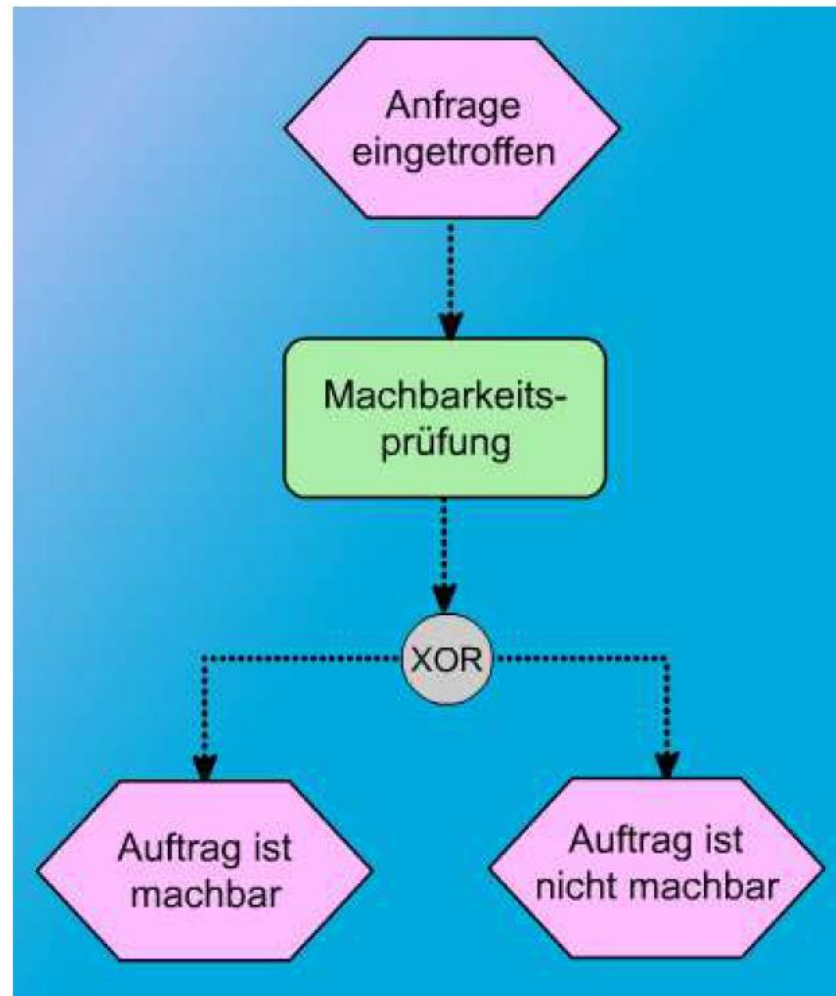 Anfrage
eingetroffen
Machbarkeits-
prüfung
XOR
Auftrag ist
machbar
Auftrag ist
nicht machbar